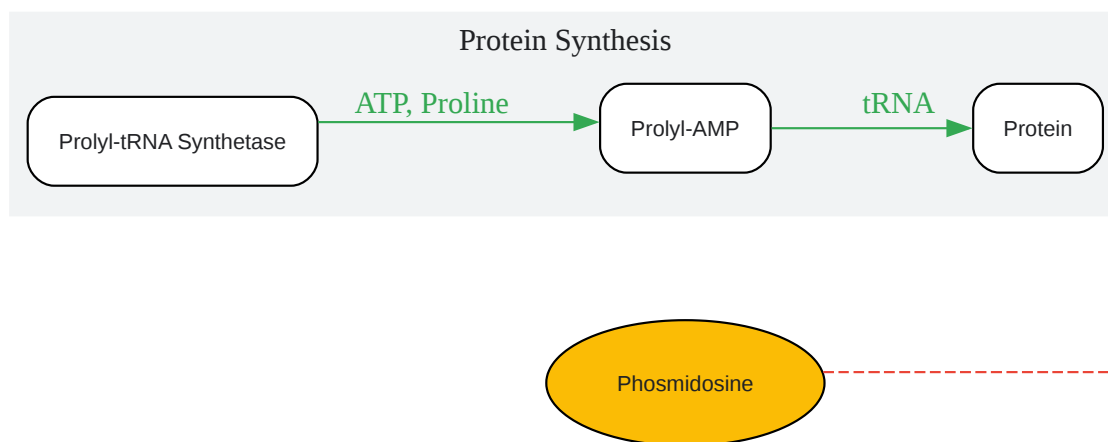 Protein Synthesis
ATP, Proline
tRNA
Prolyl-tRNA Synthetase
Prolyl-AMP
Protein
Phosmidosine